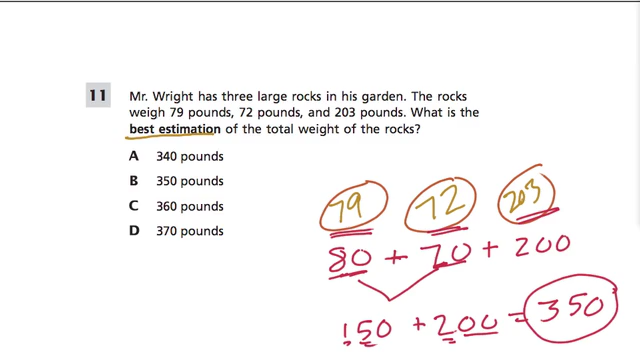 11 Mr. Wright has three large rocks in his garden. The rocks
weigh 79 pounds, 72 pounds, and 203 pounds. What is the
best estimation of the total weight of the rocks?
A 340 pounds
B 350 pounds
C 360 pounds
D 370 pounds
79 72 203
80 + 70 + 200
150 + 200 = 350